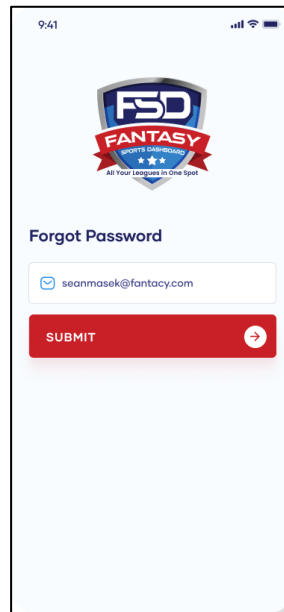 9:41
FSD
FANTASY
SPORTS DASHBOARD
All Your Leagues in One Spot
Forgot Password
seanmasek@fantacy.com
SUBMIT